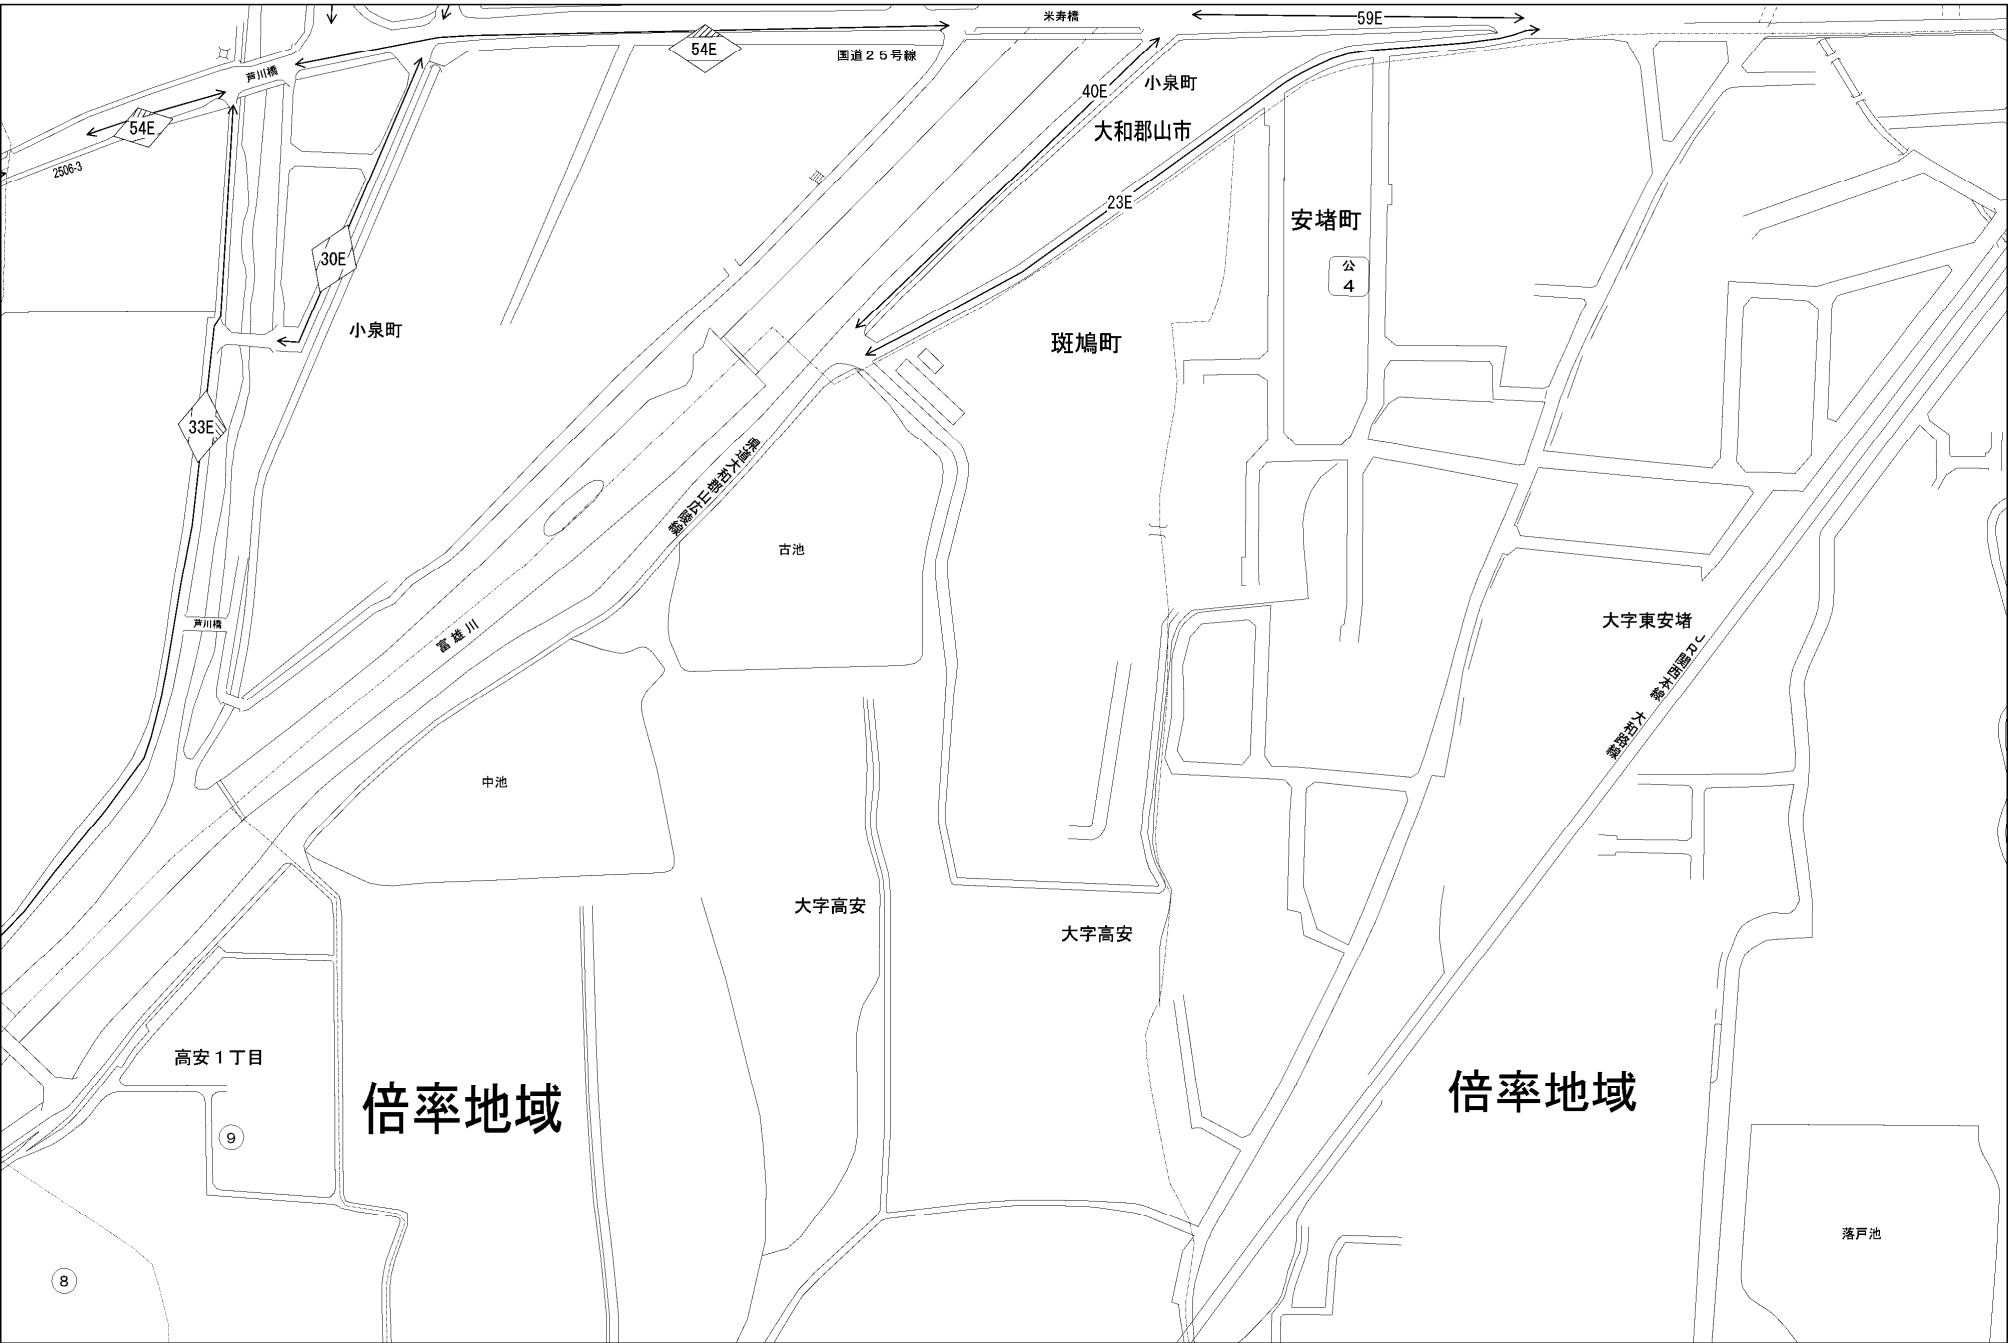 米寿橋
59E
54E
国道25号線
芦川橋
40E
小泉町
54E
大和郡山市
2506-3
23E
安堵町
30E
公
4
小泉町
斑鳩町
33E
県道大和郡山広陵線
古池
芦川橋
富雄川
大字東安堵
JR関西本線 大和路線
中池
大字高安
大字高安
高安1丁目
倍率地域
倍率地域
9
落戸池
8